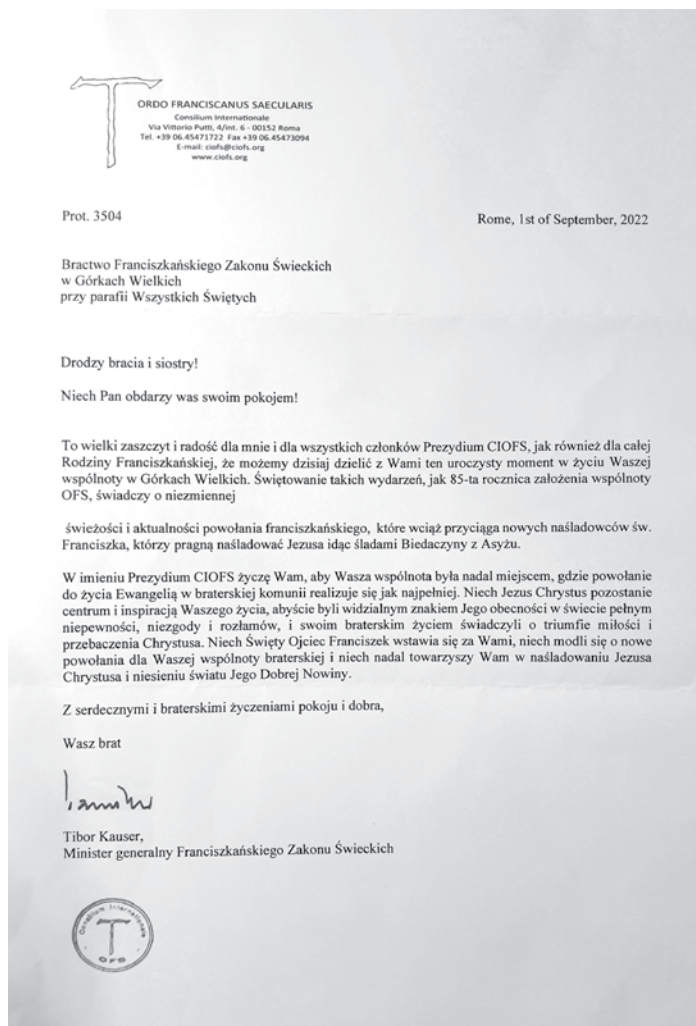 ORDO FRANCISCANUS SAECULARIS
Consilium Internationale
Via Vittorio Putti, 4/int. 6 - 00152 Roma
Tel. +39 06.45471722 Fax +39 06.45473094
E-mail: ciofs@ciofs.org
www.ciofs.org
Prot. 3504
Rome, 1st of September, 2022
Bractwo Franciszkańskiego Zakonu Świeckich
w Górkach Wielkich
przy parafii Wszystkich Świętych
Drodzy bracia i siostry!
Niech Pan obdarzy was swoim pokojem!
To wielki zaszczyt i radość dla mnie i dla wszystkich członków Prezydium CIOFS, jak również dla całej
Rodziny Franciszkańskiej, że możemy dzisiaj dzielić z Wami ten uroczysty moment w życiu Waszej
wspólnoty w Górkach Wielkich. Świętowanie takich wydarzeń, jak 85-ta rocznica założenia wspólnoty
OFS, świadczy o niezmiennej
świeżości i aktualności powołania franciszkańskiego, które wciąż przyciąga nowych naśladowców św.
Franciszka, którzy pragną naśladować Jezusa idąc śladami Biedaczyny z Asyżu.
W imieniu Prezydium CIOFS życzę Wam, aby Wasza wspólnota była nadal miejscem, gdzie powołanie
do życia Ewangelią w braterskiej komunii realizuje się jak najpełniej. Niech Jezus Chrystus pozostanie
centrum i inspiracją Waszego życia, abyście byli widzialnym znakiem Jego obecności w świecie pełnym
niepewności, niezgody i rozłamów, i swoim braterskim życiem świadczyli o triumfie miłości i
przebaczenia Chrystusa. Niech Święty Ojciec Franciszek wstawia się za Wami, niech modli się o nowe
powołania dla Waszej wspólnoty braterskiej i niech nadal towarzyszy Wam w naśladowaniu Jezusa
Chrystusa i niesieniu światu Jego Dobrej Nowiny.
Z serdecznymi i braterskimi życzeniami pokoju i dobra,
Wasz brat
Tibor Kauser,
Minister generalny Franciszkańskiego Zakonu Świeckich
Consilium Internationale
OFS